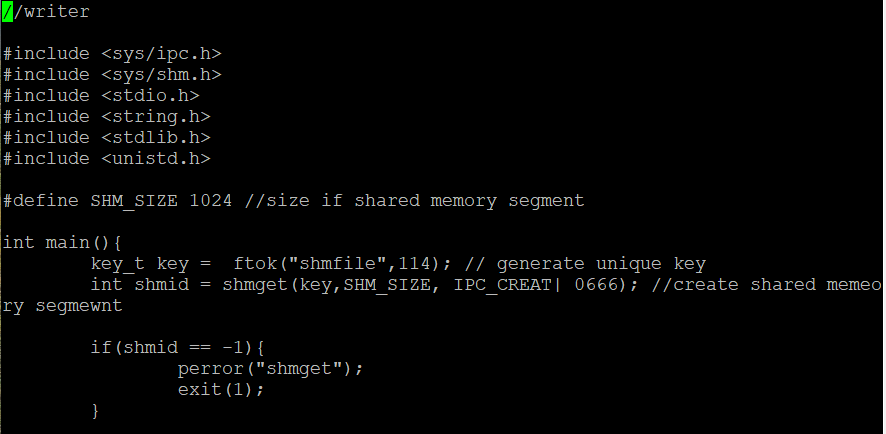 //writer

#include <sys/ipc.h>
#include <sys/shm.h>
#include <stdio.h>
#include <string.h>
#include <stdlib.h>
#include <unistd.h>

#define SHM_SIZE 1024 //size if shared memory segment

int main(){
        key_t key =  ftok("shmfile",114); // generate unique key
        int shmid = shmget(key,SHM_SIZE, IPC_CREAT| 0666); //create shared memeo
ry segmewnt

        if(shmid == -1){
                perror("shmget");
                exit(1);
        }